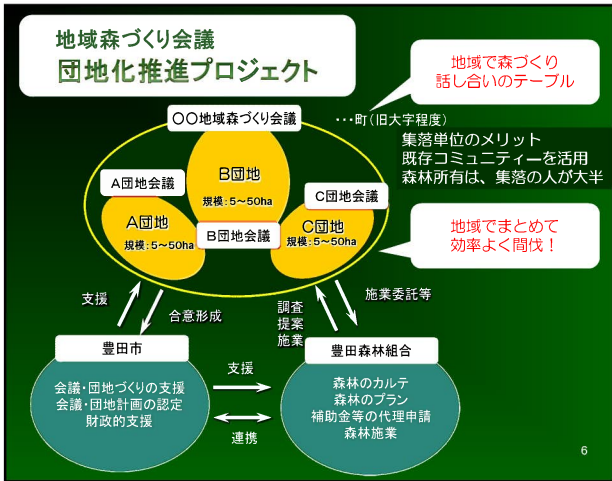 地域森づくり会議
団地化推進プロジェクト
地域で森づくり
話し合いのテーブル
〇〇地域森づくり会議
・・・町(旧大字程度)
集落単位のメリット
既存コミュニティーを活用
森林所有は、集落の人が大半
B団地
規模:5~50ha
A団地会議
C団地会議
A団地
規模:5~50ha
B団地会議
C団地
規模:5~50ha
地域でまとめて
効率よく間伐!
支援
合意形成
調査
提案
施業
施業委託等
豊田市
会議・団地づくりの支援
会議・団地計画の認定
財政的支援
支援
連携
豊田森林組合
森林のカルテ
森林のプラン
補助金等の代理申請
森林施業
6